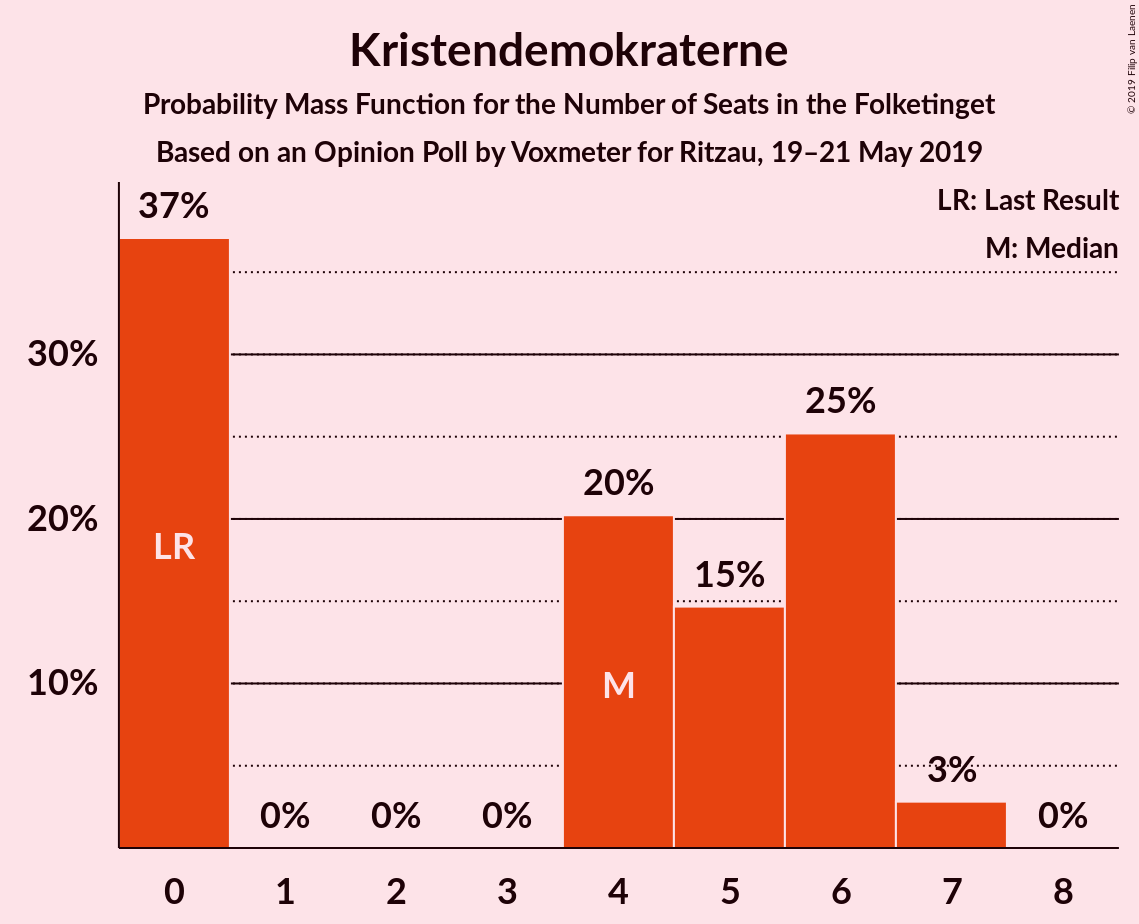 Kristendemokraterne
Probability Mass Function for the Number of Seats in the Folketinget
Based on an Opinion Poll by Voxmeter for Ritzau, 19–21 May 2019
© 2019 Filip van Laenen
LR: Last Result
M: Median
37%
30%
25%
20%
20%
15%
LR
M
10%
3%
0%
0%
0%
0%
0 1 2 3 4 5 6 7 8